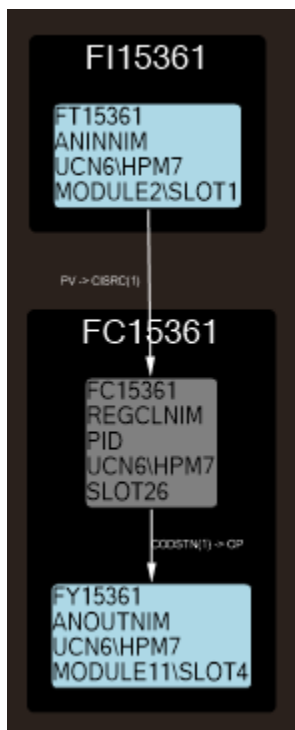 FI15361
FT15361
ANINNIM
UCN6\HPM7
MODULE2\SLOT1
PV -> CISRC(1)
FC15361
FC15361
REGCLNIM
PID
UCN6\HPM7
SLOT26
CODSTN(1) -> OP
FY15361
ANOUTNIM
UCN6\HPM7
MODULE11\SLOT4